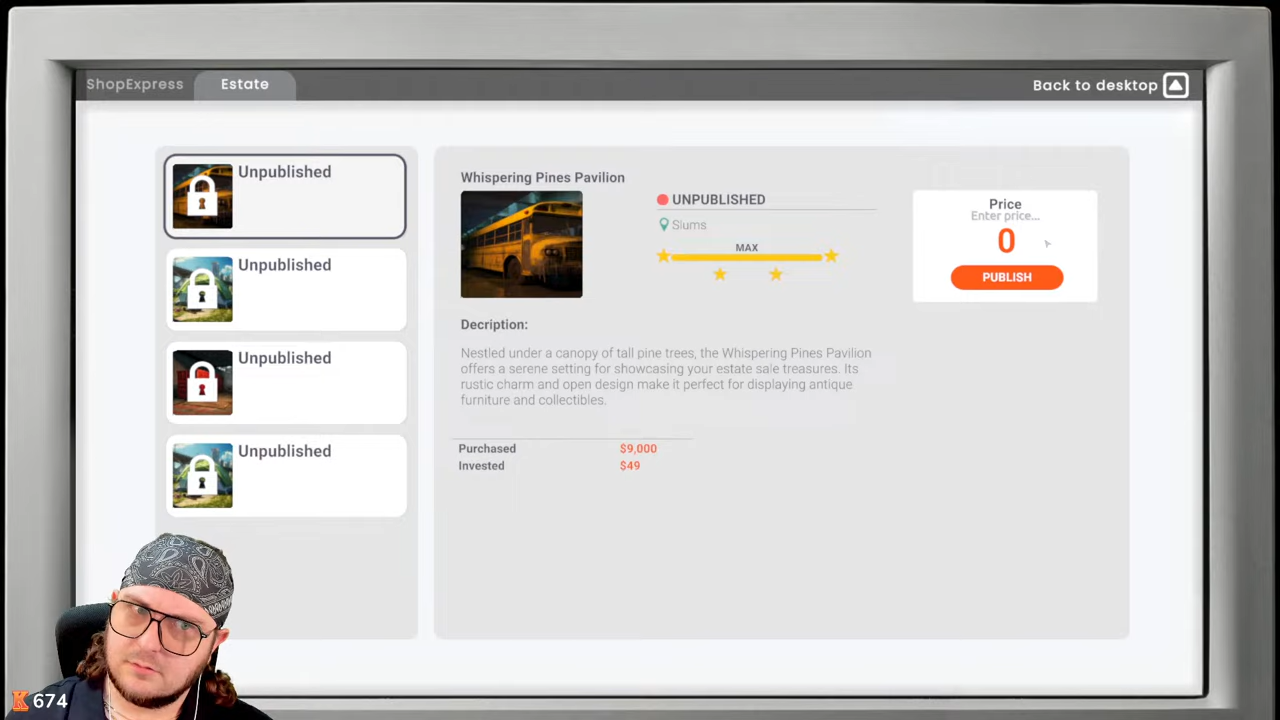 ShopExpress
Estate
Back to desktop
Unpublished
Unpublished
Unpublished
Unpublished
Whispering Pines Pavilion
UNPUBLISHED
Slums
MAX
Price
Enter price...
0
PUBLISH
Decription:
Nestled under a canopy of tall pine trees, the Whispering Pines Pavilion
offers a serene setting for showcasing your estate sale treasures. Its
rustic charm and open design make it perfect for displaying antique
furniture and collectibles.
Purchased $9,000
Invested $49
K 674